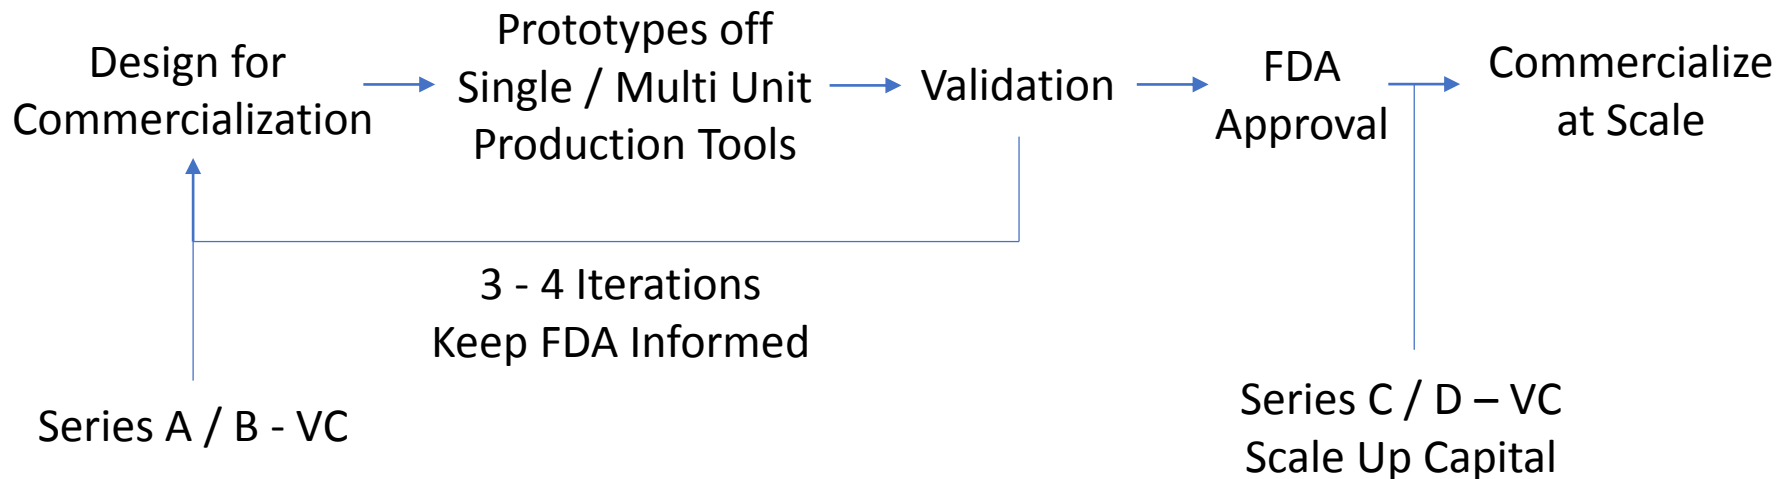 Design for
Commercialization
Prototypes off
Single / Multi Unit
Production Tools
Validation
FDA
Approval
Commercialize
at Scale
3 - 4 Iterations
Keep FDA Informed
Series A / B - VC
Series C / D – VC
Scale Up Capital